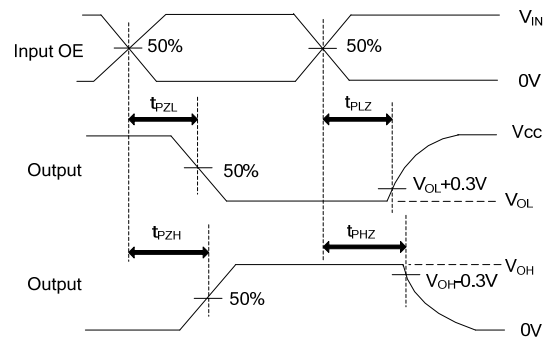 V_IN
Input OE
50%
50%
0V
t_PZL
t_PLZ
Vcc
Output
50%
V_OL+0.3V
V_OL
t_PZH
t_PHZ
V_OH
Output
50%
V_OH-0.3V
0V